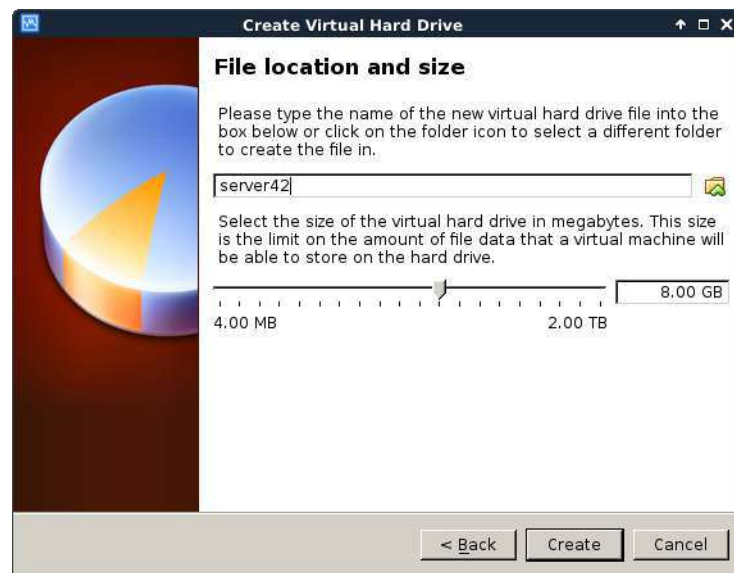 Create Virtual Hard Drive
File location and size
Please type the name of the new virtual hard drive file into the
box below or click on the folder icon to select a different folder
to create the file in.
server42
Select the size of the virtual hard drive in megabytes. This size
is the limit on the amount of file data that a virtual machine will
be able to store on the hard drive.
8.00 GB
4.00 MB 2.00 TB
< Back Create Cancel